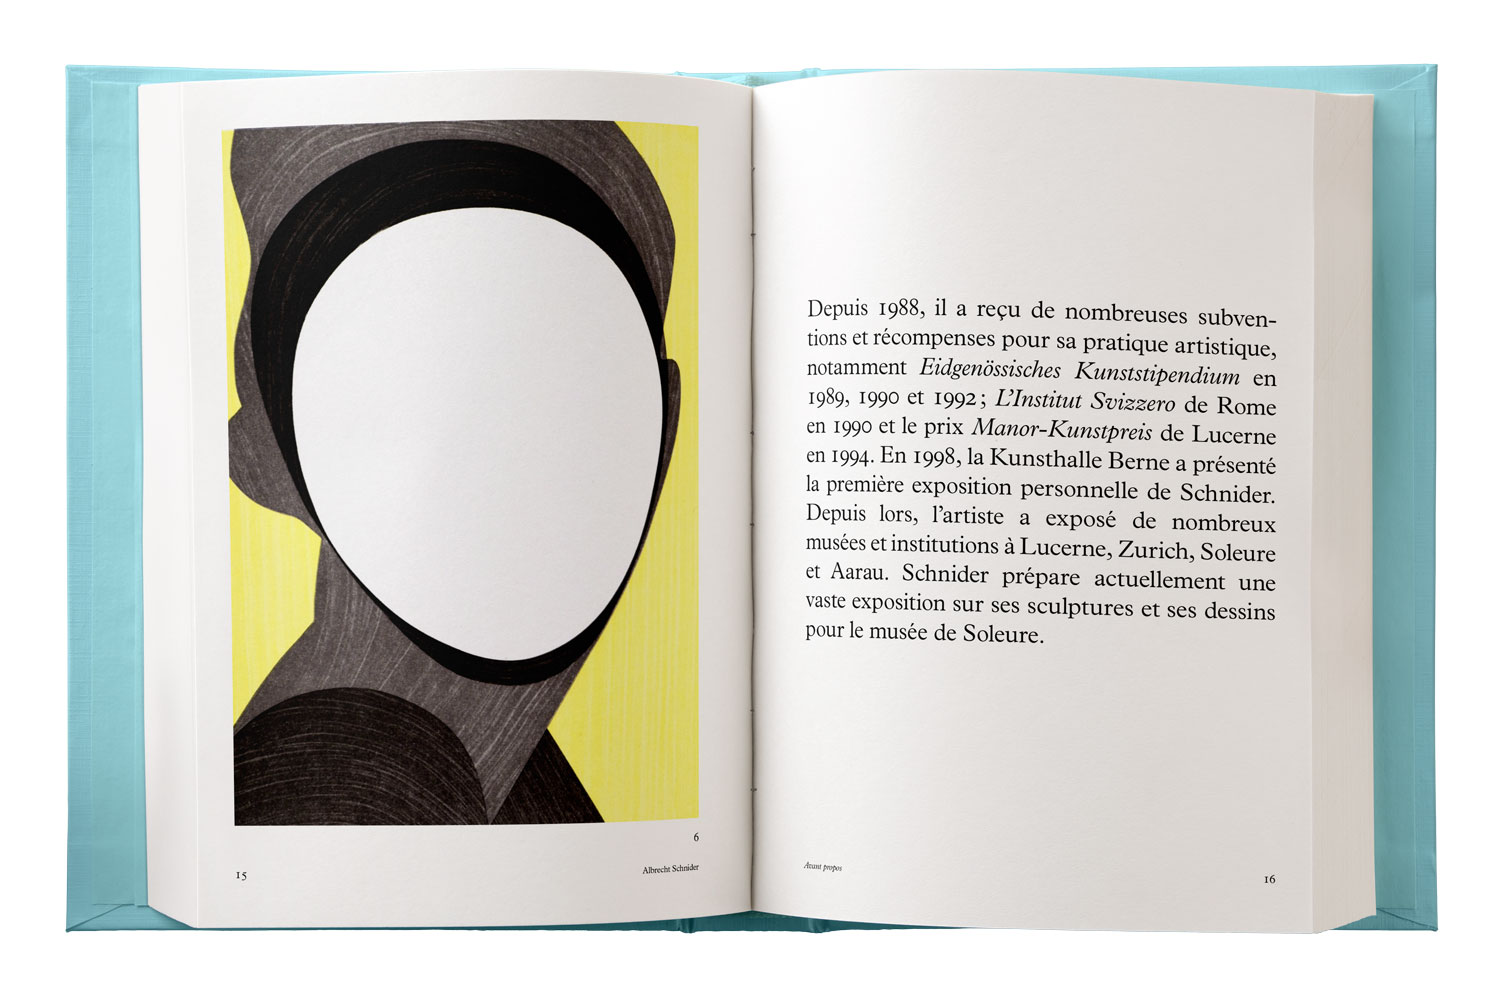 6
15
Albrecht Schnider
Depuis 1988, il a reçu de nombreuses subven-
tions et récompenses pour sa pratique artistique,
notamment Eidgenössisches Kunststipendium en
1989, 1990 et 1992 ; L’Institut Svizzero de Rome
en 1990 et le prix Manor-Kunstpreis de Lucerne
en 1994. En 1998, la Kunsthalle Berne a présenté
la première exposition personnelle de Schnider.
Depuis lors, l’artiste a exposé de nombreux
musées et institutions à Lucerne, Zurich, Soleure
et Aarau. Schnider prépare actuellement une
vaste exposition sur ses sculptures et ses dessins
pour le musée de Soleure.
Avant propos
16